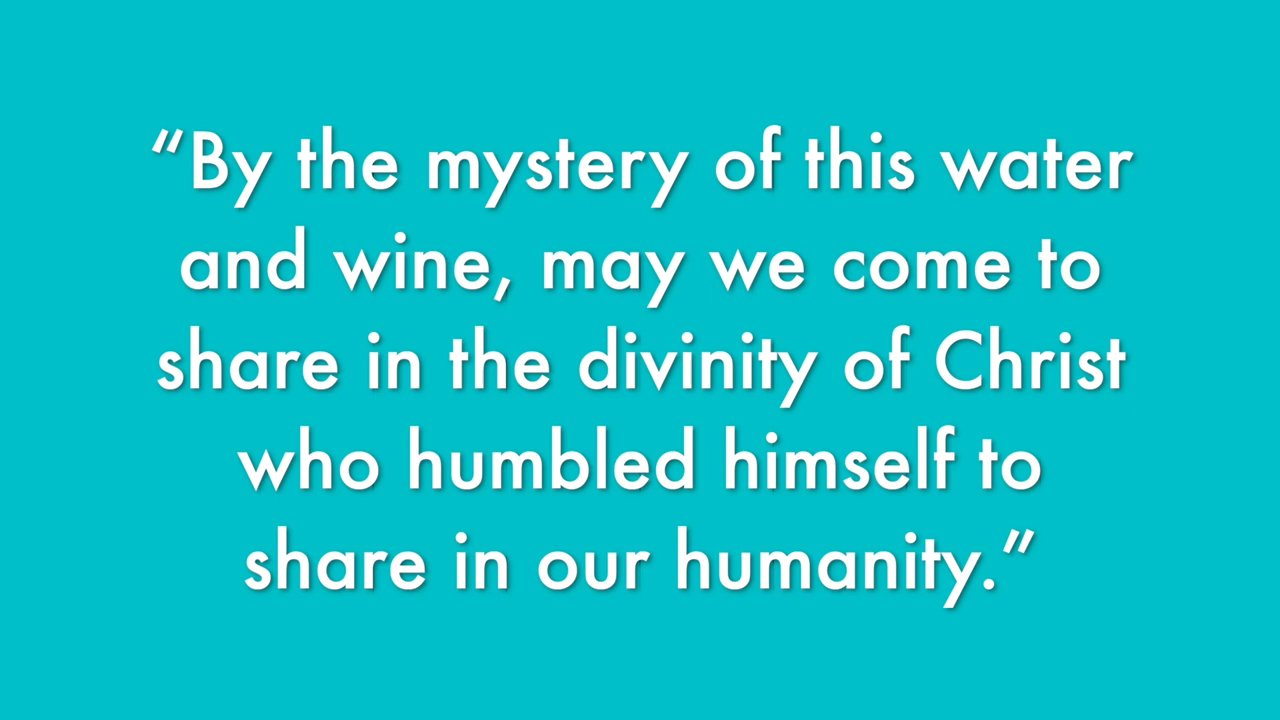 “By the mystery of this water
and wine, may we come to
share in the divinity of Christ
who humbled himself to
share in our humanity.”